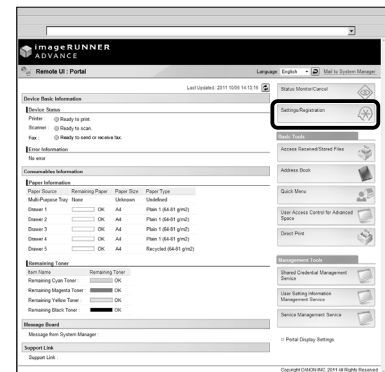 imageRUNNER
ADVANCE
Remote UI : Portal
Language: English
Mail to System Manager
Last Updated : 2011 10/06 14:13:16
Device Basic Information
Device Status
Printer : Ready to print.
Scanner : Ready to scan.
Fax : Ready to send or receive fax.
Error Information
No error
Consumables Information
Paper Information
Paper Source Remaining Paper Paper Size Paper Type
Multi-Purpose Tray None Unknown Undefined
Drawer 1 OK A4 Plain 1 (64-81 g/m2)
Drawer 2 OK A4 Plain 1 (64-81 g/m2)
Drawer 3 OK A4 Plain 1 (64-81 g/m2)
Drawer 4 OK A4 Plain 1 (64-81 g/m2)
Drawer 5 OK A4 Recycled (64-81 g/m2)
Remaining Toner
Item Name Remaining Toner
Remaining Cyan Toner : OK
Remaining Magenta Toner : OK
Remaining Yellow Toner : OK
Remaining Black Toner : OK
Message Board
Message from System Manager :
Support Link
Support Link :
Status Monitor/Cancel
Settings/Registration
Basic Tools
Access Received/Stored Files
Address Book
Quick Menu
User Access Control for Advanced
Space
Direct Print
Management Tools
Shared Credential Management
Service
User Setting Information
Management Service
Service Management Service
Portal Display Settings
Copyright CANON INC. 2011 All Rights Reserved